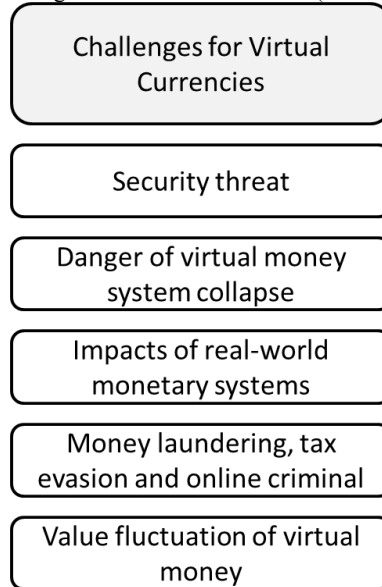 Challenges for Virtual
Currencies
Security threat
Danger of virtual money
system collapse
Impacts of real-world
monetary systems
Money laundering, tax
evasion and online criminal
Value fluctuation of virtual
money